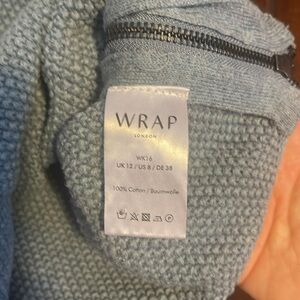 WRAP
LONDON
WK16
UK 12 / US 8 / DE 38
100% Cotton / Baumwolle